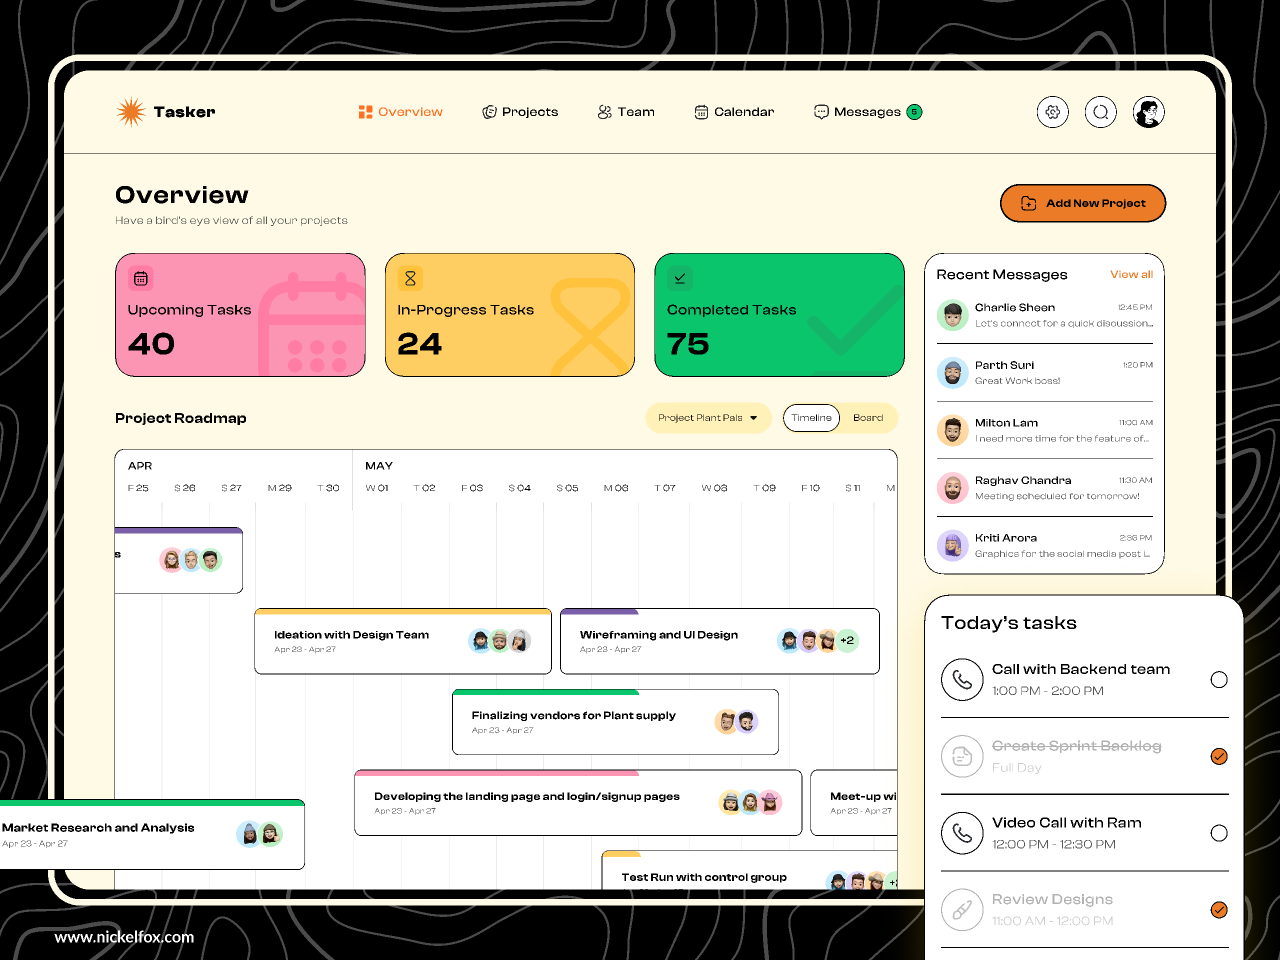 Tasker
Overview
Projects
Team
Calendar
Messages 5
Overview
Have a bird's eye view of all your projects
Add New Project
Upcoming Tasks
40
In-Progress Tasks
24
Completed Tasks
75
Recent Messages
View all
Charlie Sheen 12:45 PM
Let's connect for a quick discussion...
Parth Suri 1:20 PM
Great Work boss!
Milton Lam 11:00 AM
I need more time for the feature of...
Raghav Chandra 11:30 AM
Meeting scheduled for tomorrow!
Kriti Arora 2:36 PM
Graphics for the social media post i...
Project Roadmap
Project Plant Pals
Timeline
Board
APR
MAY
F 25 S 26 S 27 M 29 T 30 W 01 T 02 F 03 S 04 S 05 M 06 T 07 W 08 T 09 F 10 S 11 M
s
Ideation with Design Team
Apr 23 - Apr 27
Wireframing and UI Design
Apr 23 - Apr 27
+2
Finalizing vendors for Plant supply
Apr 23 - Apr 27
Developing the landing page and login/signup pages
Apr 23 - Apr 27
Meet-up wi
Apr 23 - Apr 27
Market Research and Analysis
Apr 23 - Apr 27
Test Run with control group
Today's tasks
Call with Backend team
1:00 PM - 2:00 PM
Create Sprint Backlog
Full Day
Video Call with Ram
12:00 PM - 12:30 PM
Review Designs
11:00 AM - 12:00 PM
www.nickelfox.com